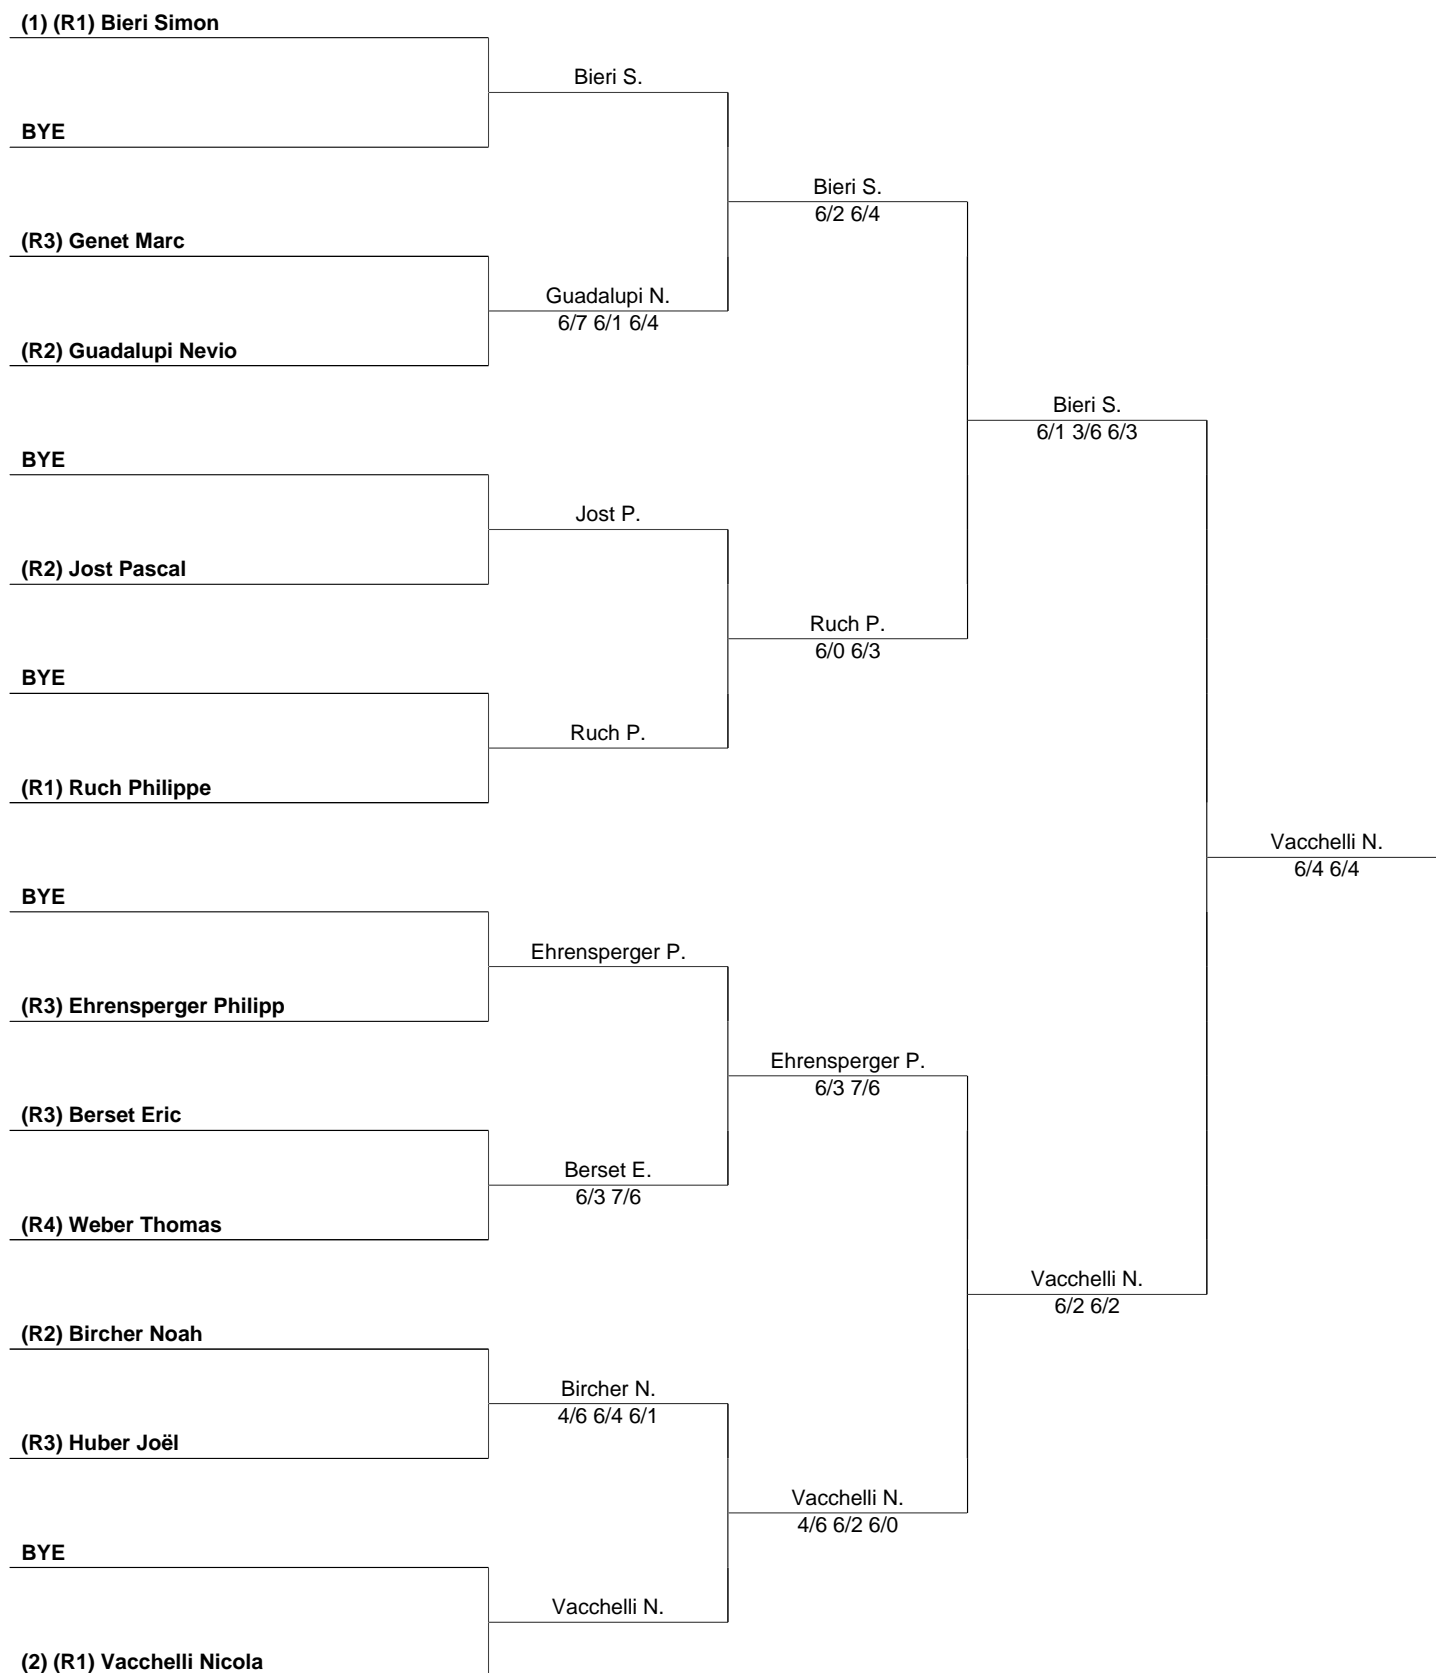 (1) (R1) Bieri Simon
Bieri S.
BYE
Bieri S.
6/2 6/4
(R3) Genet Marc
Guadalupi N.
6/7 6/1 6/4
(R2) Guadalupi Nevio
Bieri S.
6/1 3/6 6/3
BYE
Jost P.
(R2) Jost Pascal
Ruch P.
6/0 6/3
BYE
Ruch P.
(R1) Ruch Philippe
Vacchelli N.
6/4 6/4
BYE
Ehrensperger P.
(R3) Ehrensperger Philipp
Ehrensperger P.
6/3 7/6
(R3) Berset Eric
Berset E.
6/3 7/6
(R4) Weber Thomas
Vacchelli N.
6/2 6/2
(R2) Bircher Noah
Bircher N.
4/6 6/4 6/1
(R3) Huber Joël
Vacchelli N.
4/6 6/2 6/0
BYE
Vacchelli N.
(2) (R1) Vacchelli Nicola